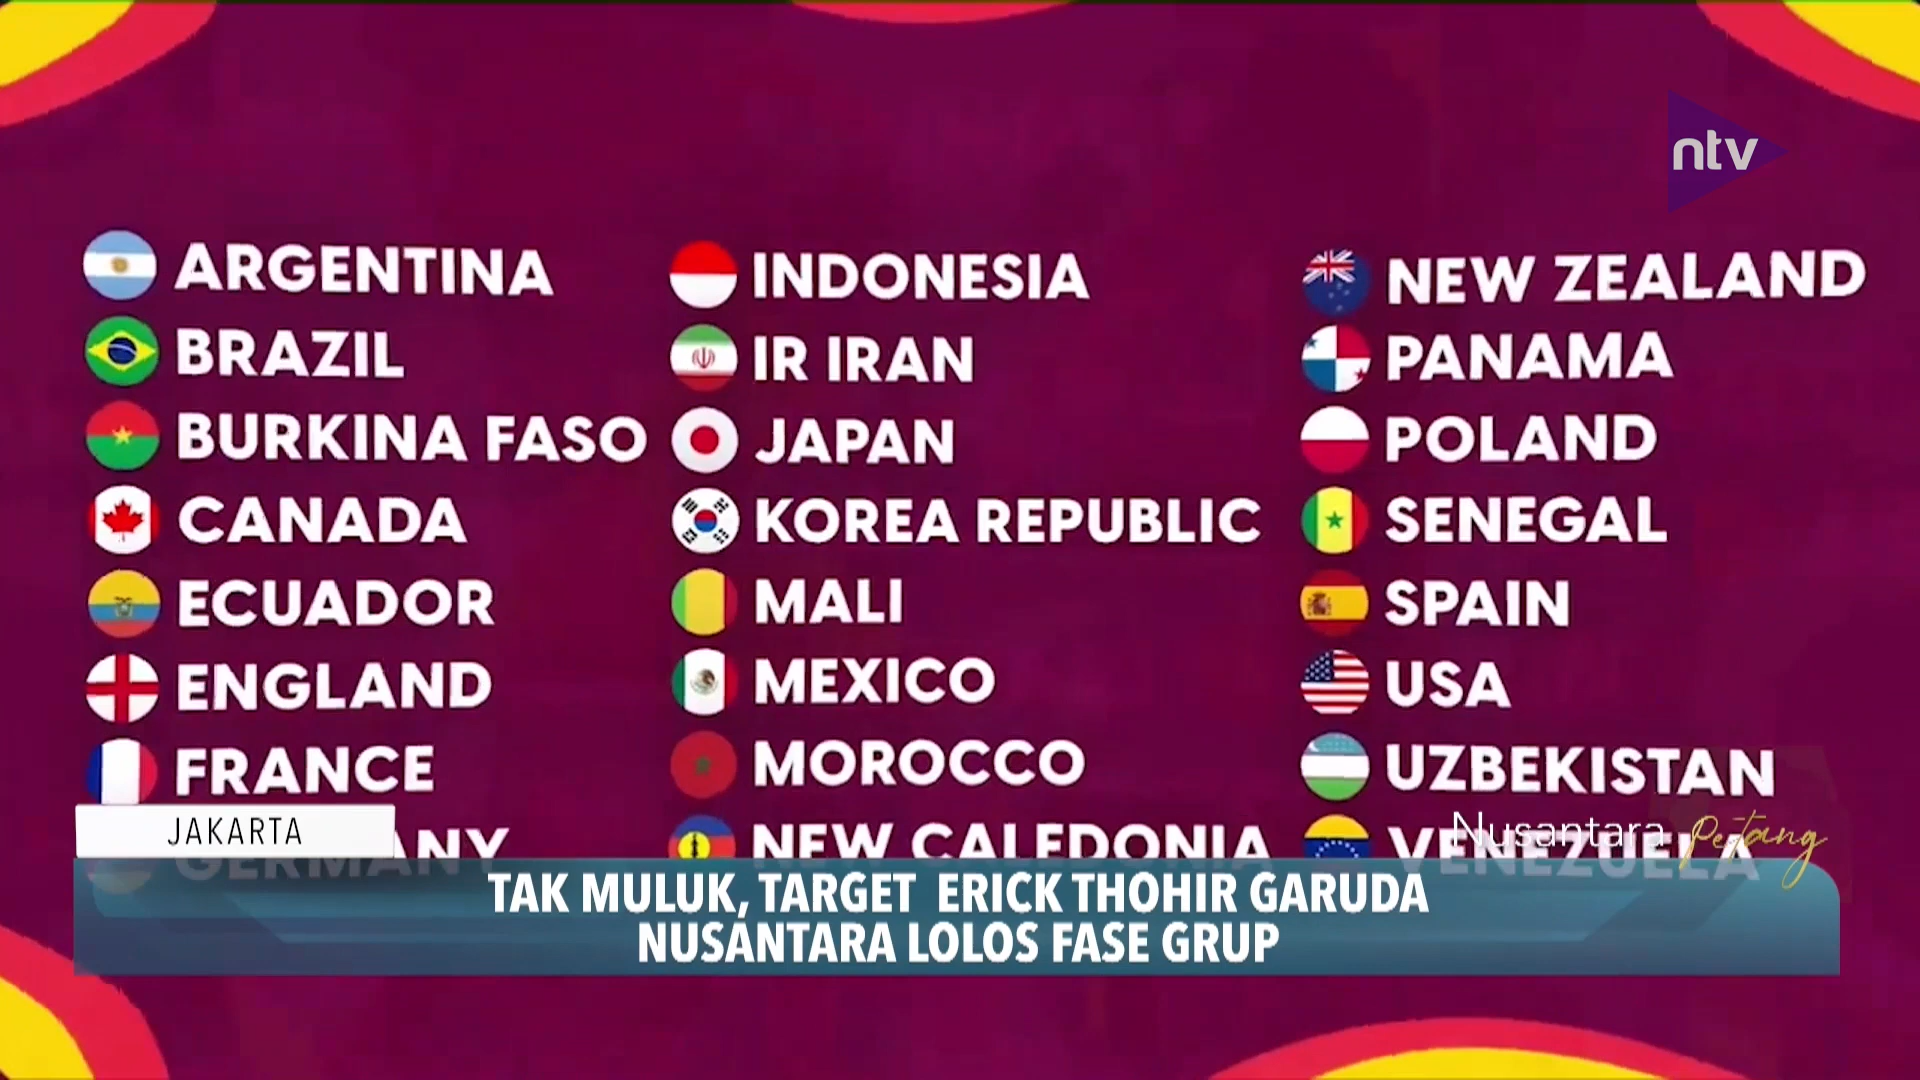 ntv
ARGENTINA
BRAZIL
BURKINA FASO
CANADA
ECUADOR
ENGLAND
FRANCE
GERMANY
INDONESIA
IR IRAN
JAPAN
KOREA REPUBLIC
MALI
MEXICO
MOROCCO
NEW CALEDONIA
NEW ZEALAND
PANAMA
POLAND
SENEGAL
SPAIN
USA
UZBEKISTAN
VENEZUELA
Nusantara Petang
JAKARTA
TAK MULUK, TARGET ERICK THOHIR GARUDA
NUSANTARA LOLOS FASE GRUP